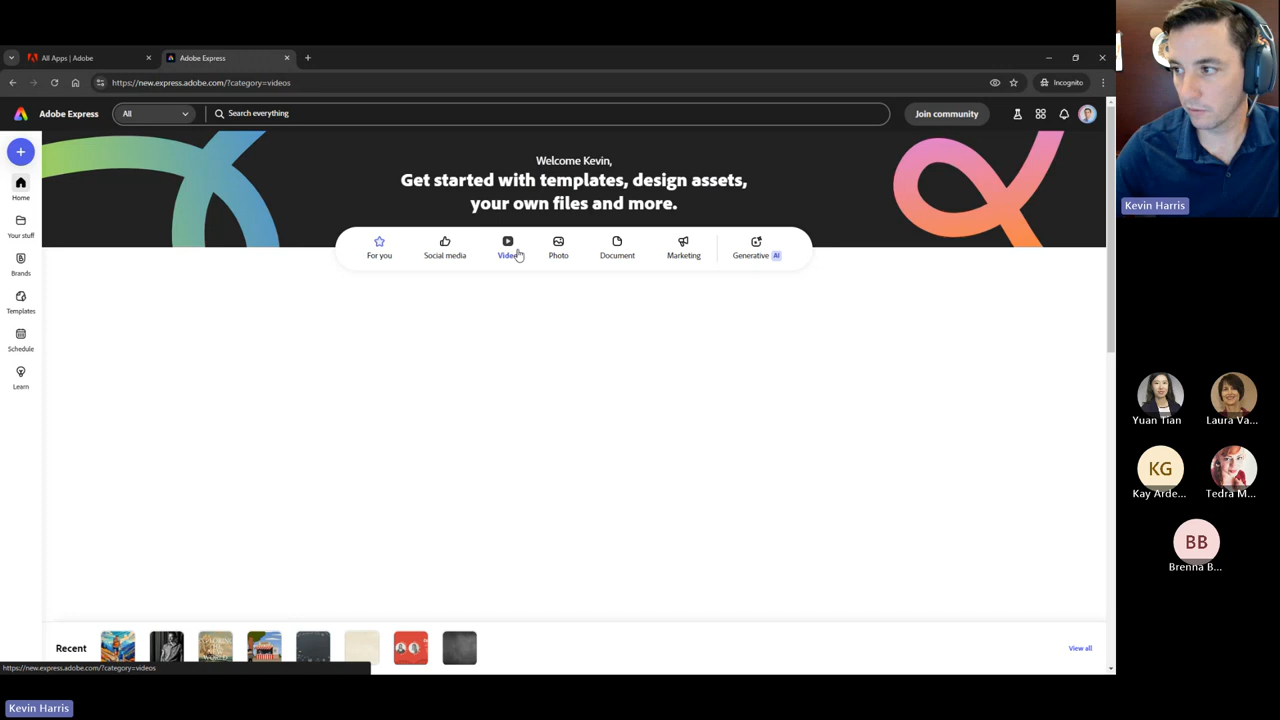 All Apps | Adobe
Adobe Express
https://new.express.adobe.com/?category=videos
Incognito
Adobe Express
All
Search everything
Join community
Welcome Kevin,
Get started with templates, design assets,
your own files and more.
Home
Your stuff
Brands
Templates
Schedule
Learn
For you
Social media
Video
Photo
Document
Marketing
Generative AI
Recent
View all
https://new.express.adobe.com/?category=videos
Kevin Harris
Kevin Harris
Yuan Tian
Laura Va...
KG
Kay Arde...
Tedra M...
BB
Brenna B...